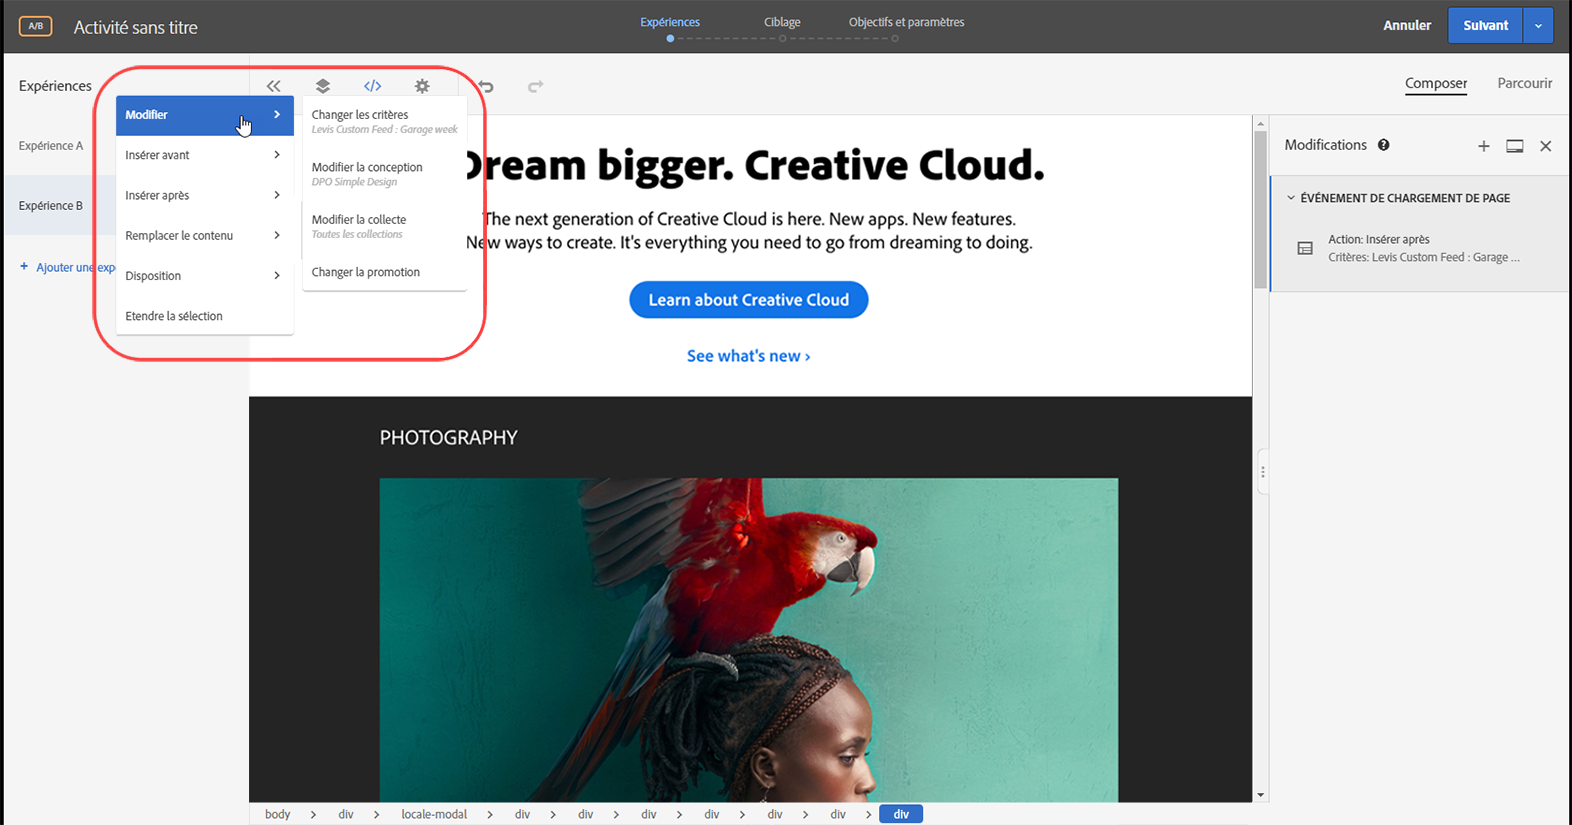 A/B
Activité sans titre
Expériences
Ciblage
Objectifs et paramètres
Annuler
Suivant
Expériences
Composer
Parcourir
Modifier
Insérer avant
Insérer après
Remplacer le contenu
Disposition
Etendre la sélection
Changer les critères
Levis Custom Feed : Garage week
Modifier la conception
DPO Simple Design
Modifier la collecte
Toutes les collections
Changer la promotion
Expérience A
Expérience B
+ Ajouter une exp
Dream bigger. Creative Cloud.
The next generation of Creative Cloud is here. New apps. New features.
New ways to create. It's everything you need to go from dreaming to doing.
Learn about Creative Cloud
See what's new ›
PHOTOGRAPHY
Modifications
ÉVÉNEMENT DE CHARGEMENT DE PAGE
Action: Insérer après
Critères: Levis Custom Feed : Garage ...
body > div > locale-modal > div > div > div > div > div > div > div